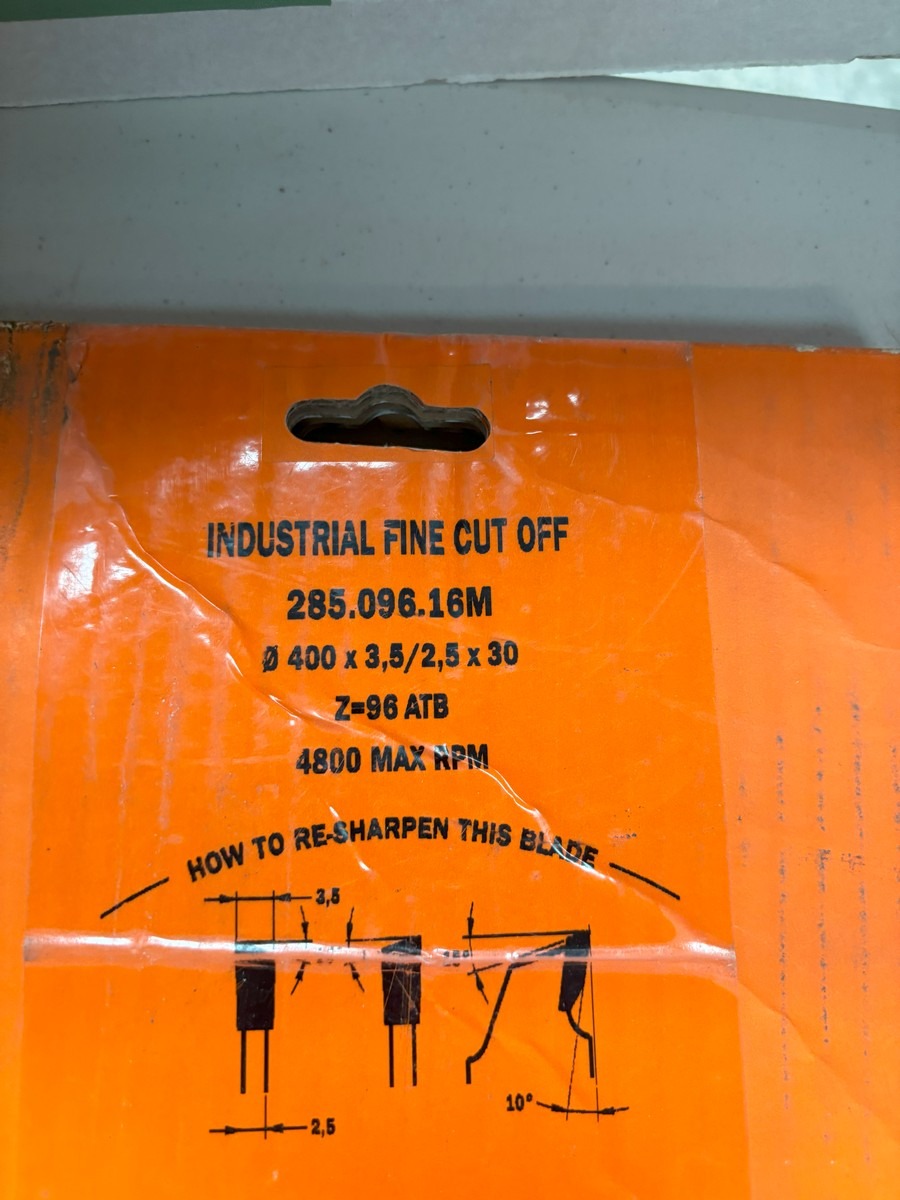 INDUSTRIAL FINE CUT OFF
285.096.16M
Ø 400 x 3,5/2,5 x 30
Z=96 ATB
4800 MAX RPM
HOW TO RE-SHARPEN THIS BLADE
3,5
10°
2,5